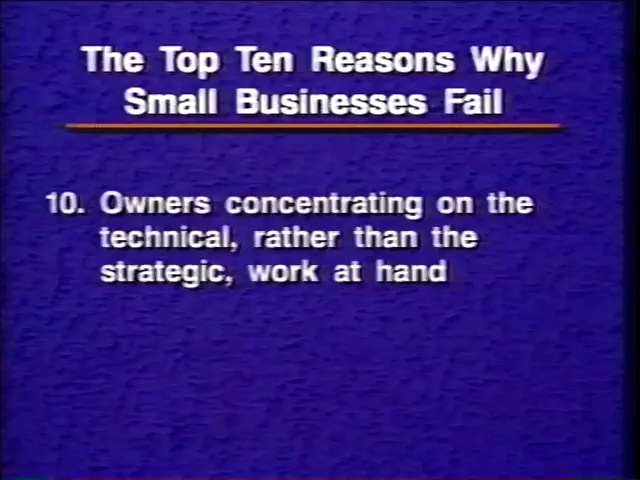 The Top Ten Reasons Why
Small Businesses Fail
10. Owners concentrating on the
technical, rather than the
strategic, work at hand